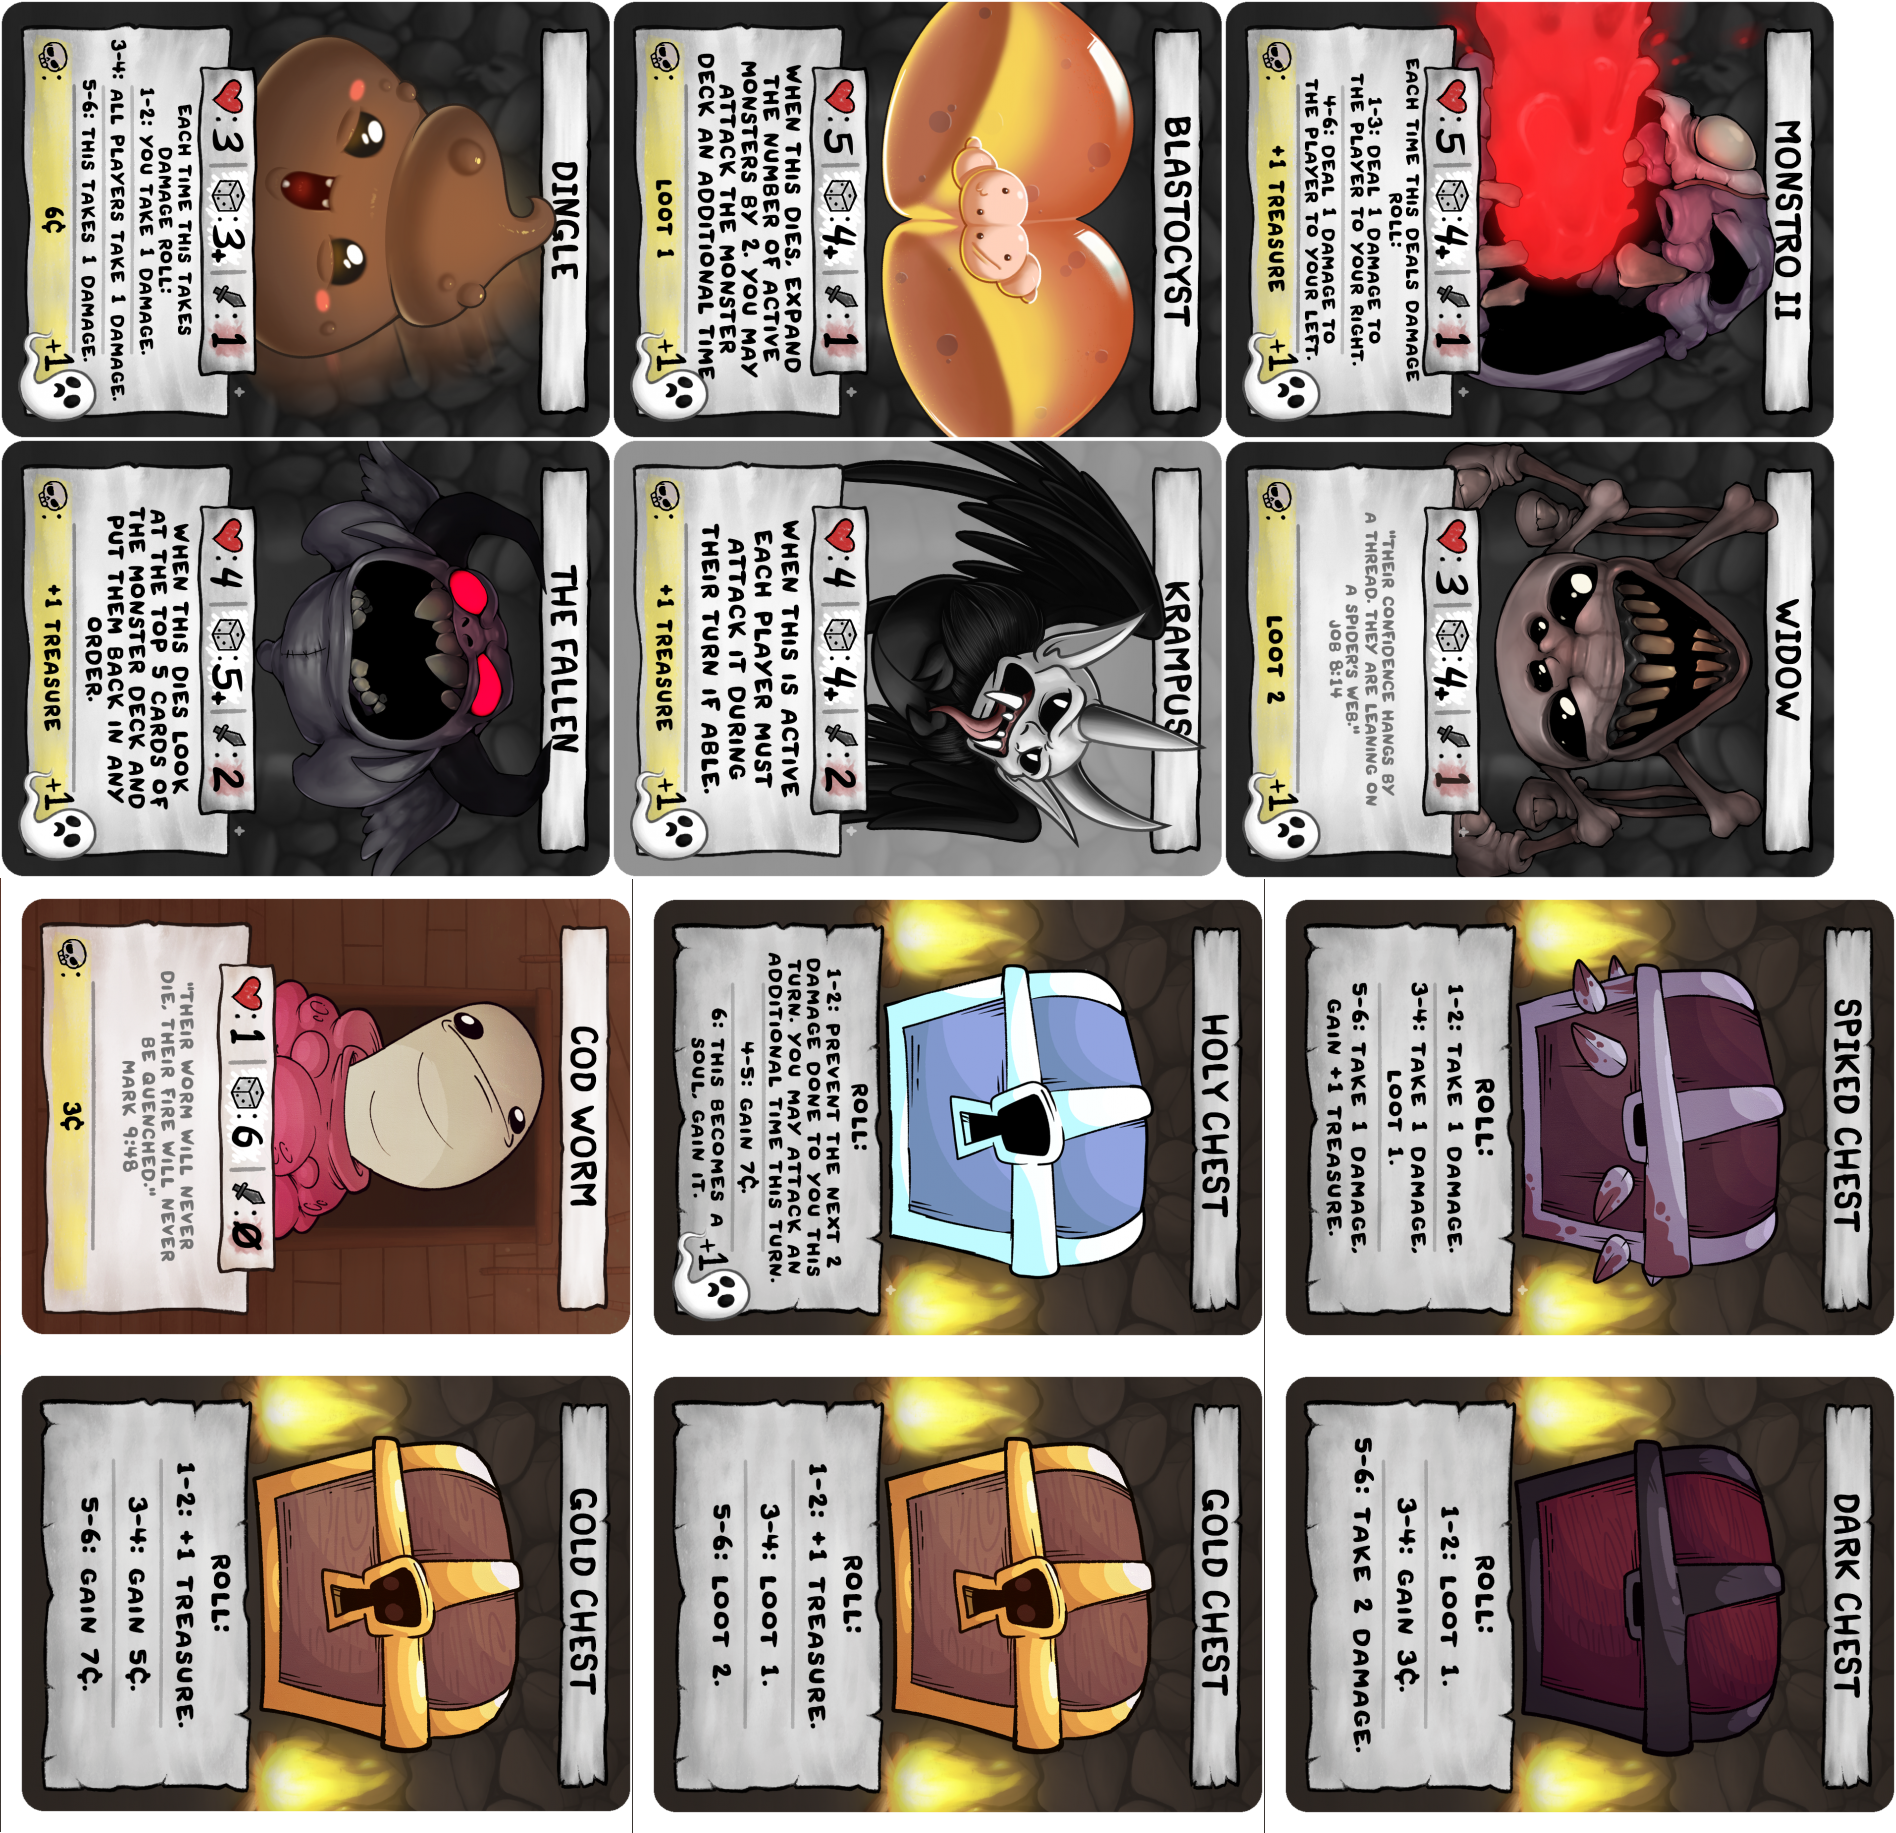 DINGLE
♥: 3 | 🎲: 3+ | 🗡: 1
EACH TIME THIS TAKES
DAMAGE ROLL:
1-2: YOU TAKE 1 DAMAGE.
3-4: ALL PLAYERS TAKE 1 DAMAGE.
5-6: THIS TAKES 1 DAMAGE.
6¢
+1
BLASTOCYST
♥: 5 | 🎲: 4+ | 🗡: 1
WHEN THIS DIES, EXPAND
THE NUMBER OF ACTIVE
MONSTERS BY 2. YOU MAY
ATTACK THE MONSTER
DECK AN ADDITIONAL TIME
LOOT 1
+1
MONSTRO II
♥: 5 | 🎲: 4+ | 🗡: 1
EACH TIME THIS DEALS DAMAGE
ROLL:
1-3: DEAL 1 DAMAGE TO
THE PLAYER TO YOUR RIGHT.
4-6: DEAL 1 DAMAGE TO
THE PLAYER TO YOUR LEFT.
+1 TREASURE
+1
THE FALLEN
♥: 4 | 🎲: 5+ | 🗡: 2
WHEN THIS DIES LOOK
AT THE TOP 5 CARDS OF
THE MONSTER DECK AND
PUT THEM BACK IN ANY
ORDER.
+1 TREASURE
+1
KRAMPUS
♥: 4 | 🎲: 4+ | 🗡: 2
WHEN THIS IS ACTIVE
EACH PLAYER MUST
ATTACK IT DURING
THEIR TURN IF ABLE.
+1 TREASURE
+1
WIDOW
♥: 3 | 🎲: 4+ | 🗡: 1
"THEIR CONFIDENCE HANGS BY
A THREAD. THEY ARE LEANING ON
A SPIDER'S WEB."
JOB 8:14
LOOT 2
+1
COD WORM
♥: 1 | 🎲: 6 | 🗡: 0
"THEIR WORM WILL NEVER
DIE, THEIR FIRE WILL NEVER
BE QUENCHED."
MARK 9:48
3¢
HOLY CHEST
ROLL:
1-2: PREVENT THE NEXT 2
DAMAGE DONE TO YOU THIS
TURN. YOU MAY ATTACK AN
ADDITIONAL TIME THIS TURN.
4-5: GAIN 7¢.
6: THIS BECOMES A
SOUL, GAIN IT.
+1
SPIKED CHEST
ROLL:
1-2: TAKE 1 DAMAGE.
3-4: TAKE 1 DAMAGE,
LOOT 1.
5-6: TAKE 1 DAMAGE,
GAIN +1 TREASURE.
GOLD CHEST
ROLL:
1-2: +1 TREASURE.
3-4: GAIN 5¢.
5-6: GAIN 7¢.
GOLD CHEST
ROLL:
1-2: +1 TREASURE.
3-4: LOOT 1.
5-6: LOOT 2.
DARK CHEST
ROLL:
1-2: LOOT 1.
3-4: GAIN 3¢.
5-6: TAKE 2 DAMAGE.